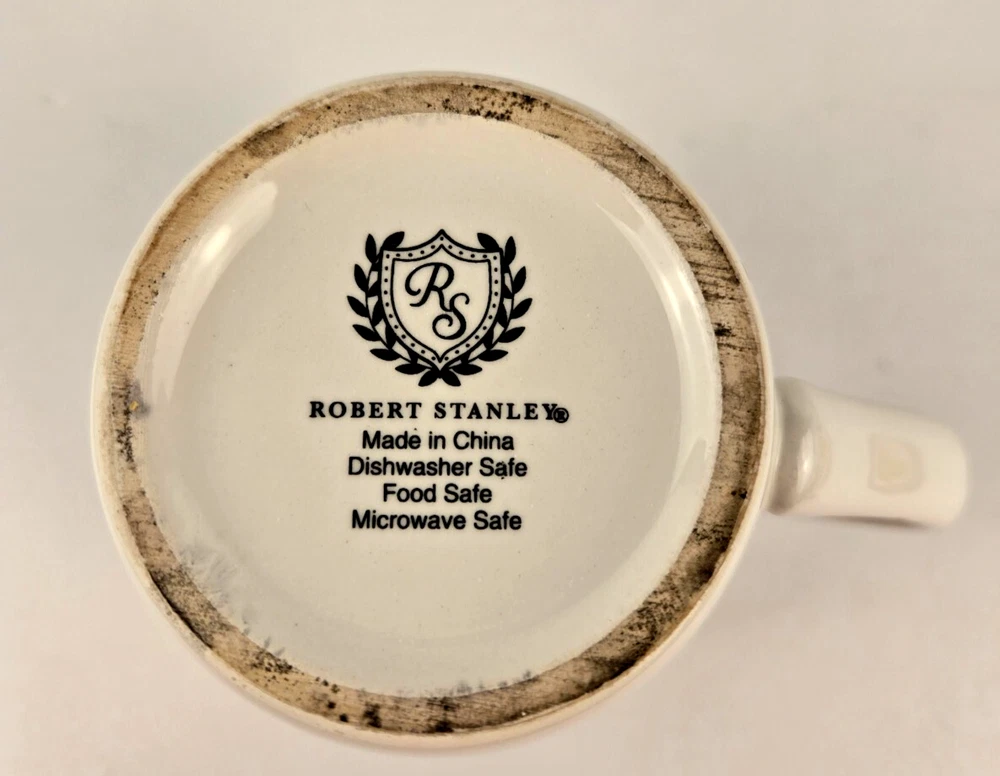 RS
ROBERT STANLEY®
Made in China
Dishwasher Safe
Food Safe
Microwave Safe